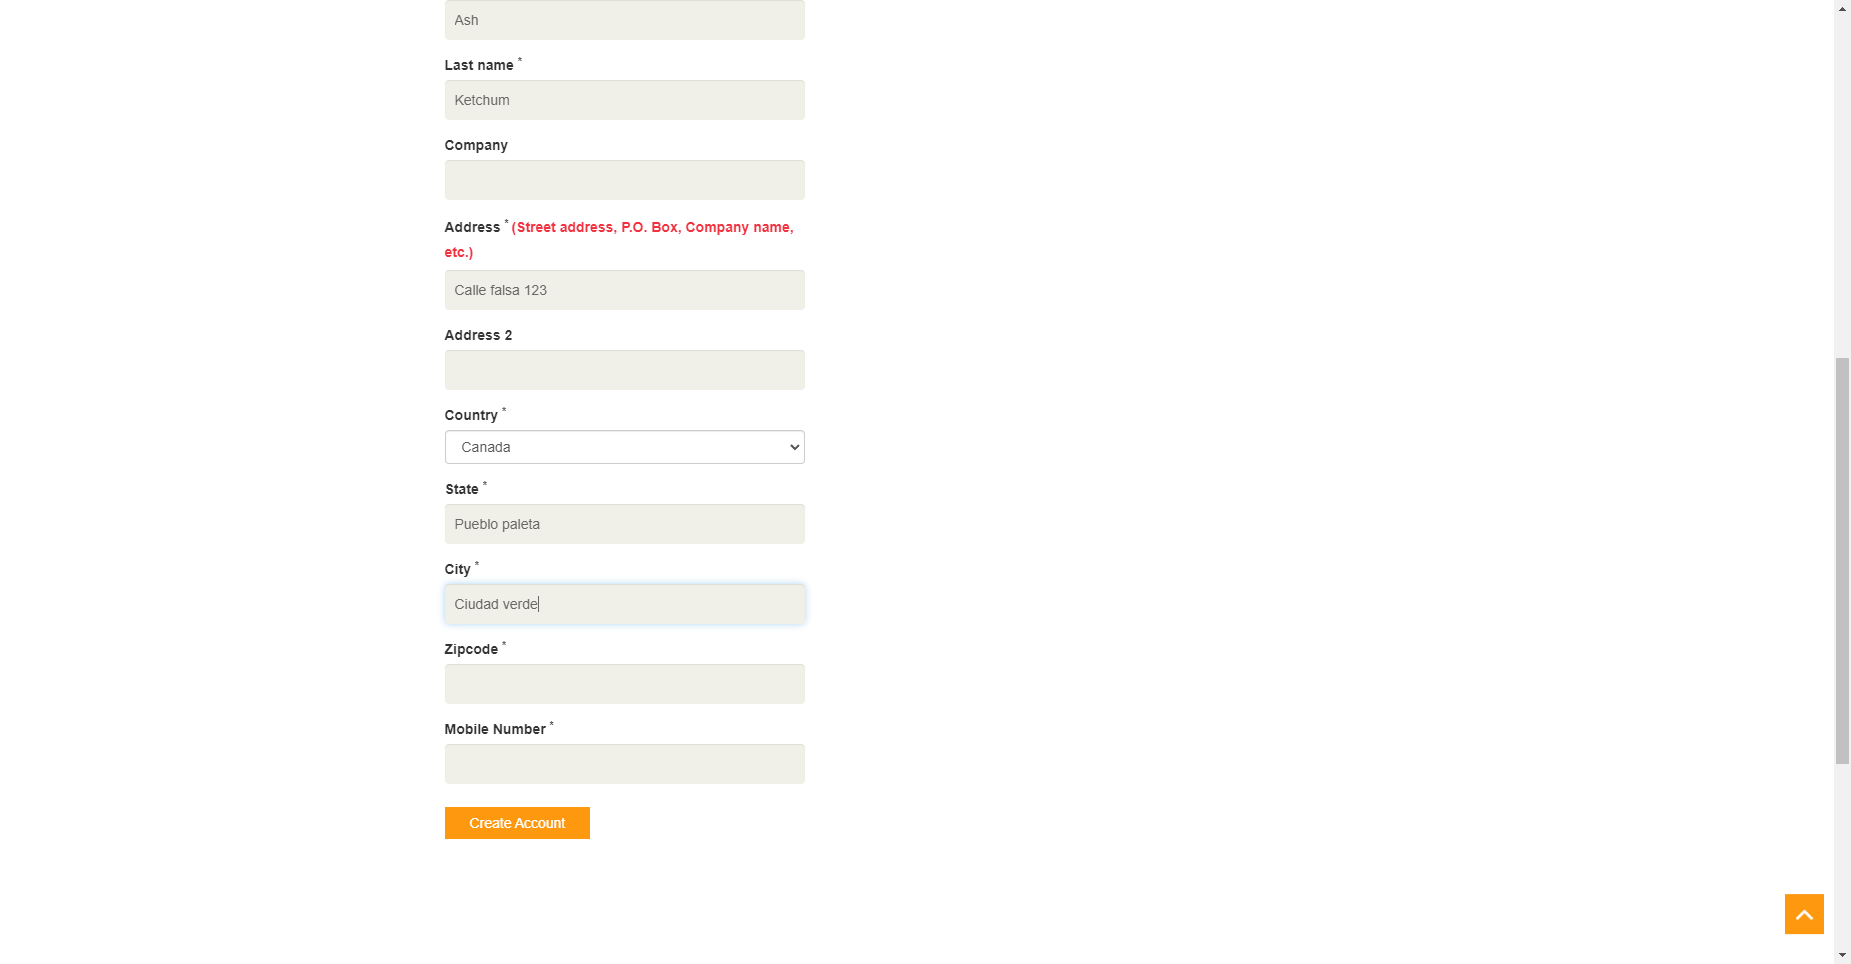 Ash
Last name *
Ketchum
Company
Address * (Street address, P.O. Box, Company name,
etc.)
Calle falsa 123
Address 2
Country *
Canada
State *
Pueblo paleta
City *
Ciudad verde
Zipcode *
Mobile Number *
Create Account